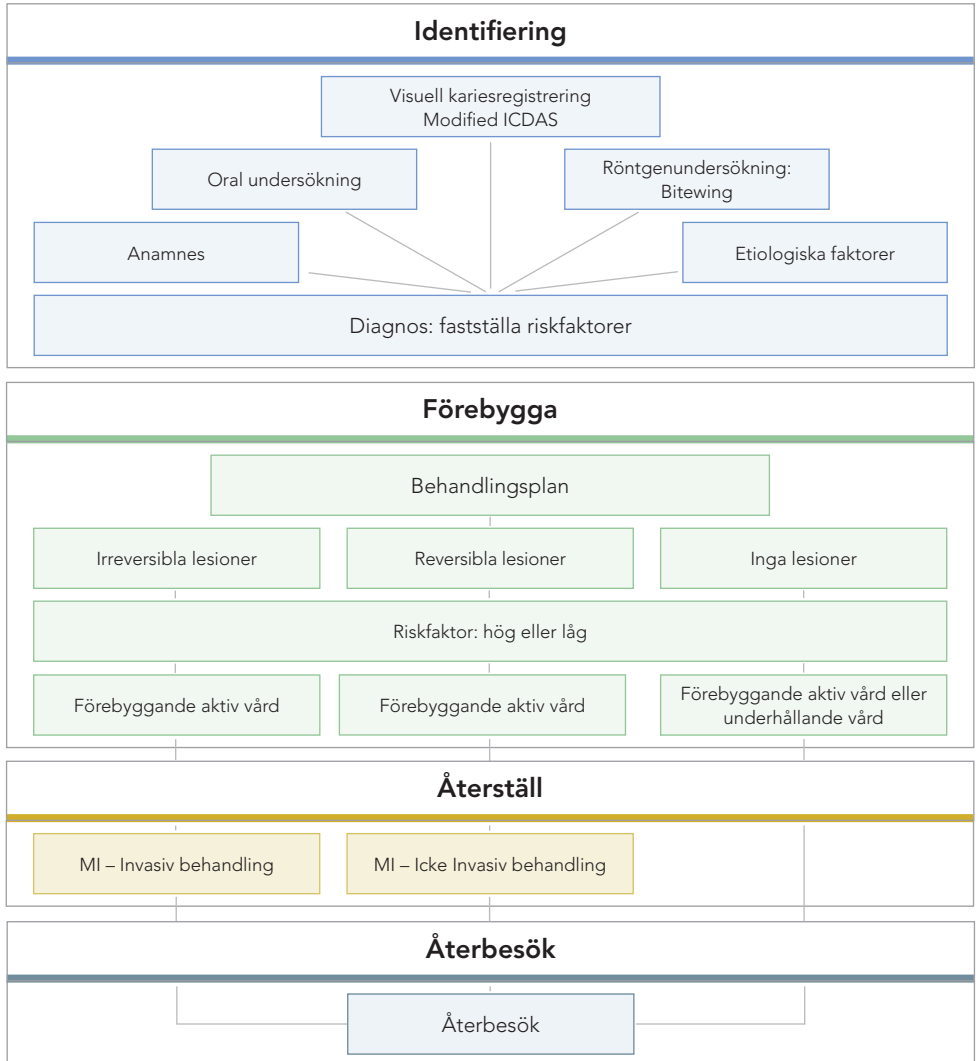 Identifiering
Visuell kariesregistrering
Modified ICDAS
Oral undersökning
Röntgenundersökning:
Bitewing
Anamnes
Etiologiska faktorer
Diagnos: fastställa riskfaktorer
Förebygga
Behandlingsplan
Irreversibla lesioner
Reversibla lesioner
Inga lesioner
Riskfaktor: hög eller låg
Förebyggande aktiv vård
Förebyggande aktiv vård
Förebyggande aktiv vård eller
underhållande vård
Återställ
MI – Invasiv behandling
MI – Icke Invasiv behandling
Återbesök
Återbesök